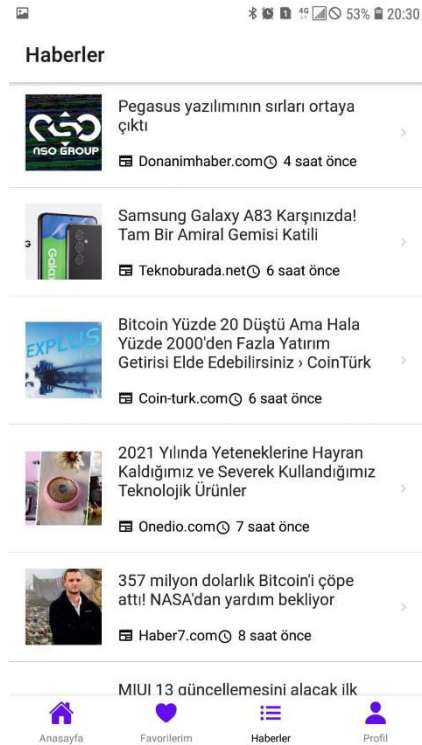 53% 20:30
Haberler
NSO GROUP
Pegasus yazılımının sırları ortaya
çıktı
Donanimhaber.com 4 saat önce
Samsung Galaxy A83 Karşınızda!
Tam Bir Amiral Gemisi Katili
Galax
Teknoburada.net 6 saat önce
Bitcoin Yüzde 20 Düştü Ama Hala
Yüzde 2000'den Fazla Yatırım
Getirisi Elde Edebilirsiniz › CoinTürk
EXPLUS
Coin-turk.com 6 saat önce
2021 Yılında Yeteneklerine Hayran
Kaldığımız ve Severek Kullandığımız
Teknolojik Ürünler
Onedio.com 7 saat önce
357 milyon dolarlık Bitcoin'i çöpe
attı! NASA'dan yardım bekliyor
Haber7.com 8 saat önce
MIUI 13 güncellemesini alacak ilk
Anasayfa Favorilerim Haberler Profil